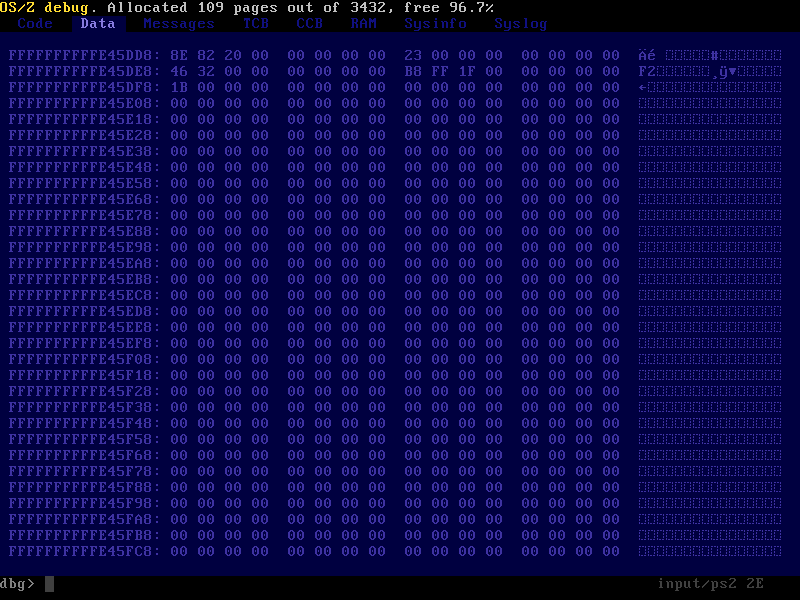 OS/Z debug. Allocated 109 pages out of 3432, free 96.7%
Code Data Messages TCB CCB RAM Sysinfo Syslog
FFFFFFFFFFE45DD8: 8E 82 20 00 00 00 00 00 23 00 00 00 00 00 00 00 Äé #
FFFFFFFFFFE45DE8: 46 32 00 00 00 00 00 00 B8 FF 1F 00 00 00 00 00 F2 ¸ÿ▼
FFFFFFFFFFE45DF8: 1B 00 00 00 00 00 00 00 00 00 00 00 00 00 00 00 ←
FFFFFFFFFFE45E08: 00 00 00 00 00 00 00 00 00 00 00 00 00 00 00 00
FFFFFFFFFFE45E18: 00 00 00 00 00 00 00 00 00 00 00 00 00 00 00 00
FFFFFFFFFFE45E28: 00 00 00 00 00 00 00 00 00 00 00 00 00 00 00 00
FFFFFFFFFFE45E38: 00 00 00 00 00 00 00 00 00 00 00 00 00 00 00 00
FFFFFFFFFFE45E48: 00 00 00 00 00 00 00 00 00 00 00 00 00 00 00 00
FFFFFFFFFFE45E58: 00 00 00 00 00 00 00 00 00 00 00 00 00 00 00 00
FFFFFFFFFFE45E68: 00 00 00 00 00 00 00 00 00 00 00 00 00 00 00 00
FFFFFFFFFFE45E78: 00 00 00 00 00 00 00 00 00 00 00 00 00 00 00 00
FFFFFFFFFFE45E88: 00 00 00 00 00 00 00 00 00 00 00 00 00 00 00 00
FFFFFFFFFFE45E98: 00 00 00 00 00 00 00 00 00 00 00 00 00 00 00 00
FFFFFFFFFFE45EA8: 00 00 00 00 00 00 00 00 00 00 00 00 00 00 00 00
FFFFFFFFFFE45EB8: 00 00 00 00 00 00 00 00 00 00 00 00 00 00 00 00
FFFFFFFFFFE45EC8: 00 00 00 00 00 00 00 00 00 00 00 00 00 00 00 00
FFFFFFFFFFE45ED8: 00 00 00 00 00 00 00 00 00 00 00 00 00 00 00 00
FFFFFFFFFFE45EE8: 00 00 00 00 00 00 00 00 00 00 00 00 00 00 00 00
FFFFFFFFFFE45EF8: 00 00 00 00 00 00 00 00 00 00 00 00 00 00 00 00
FFFFFFFFFFE45F08: 00 00 00 00 00 00 00 00 00 00 00 00 00 00 00 00
FFFFFFFFFFE45F18: 00 00 00 00 00 00 00 00 00 00 00 00 00 00 00 00
FFFFFFFFFFE45F28: 00 00 00 00 00 00 00 00 00 00 00 00 00 00 00 00
FFFFFFFFFFE45F38: 00 00 00 00 00 00 00 00 00 00 00 00 00 00 00 00
FFFFFFFFFFE45F48: 00 00 00 00 00 00 00 00 00 00 00 00 00 00 00 00
FFFFFFFFFFE45F58: 00 00 00 00 00 00 00 00 00 00 00 00 00 00 00 00
FFFFFFFFFFE45F68: 00 00 00 00 00 00 00 00 00 00 00 00 00 00 00 00
FFFFFFFFFFE45F78: 00 00 00 00 00 00 00 00 00 00 00 00 00 00 00 00
FFFFFFFFFFE45F88: 00 00 00 00 00 00 00 00 00 00 00 00 00 00 00 00
FFFFFFFFFFE45F98: 00 00 00 00 00 00 00 00 00 00 00 00 00 00 00 00
FFFFFFFFFFE45FA8: 00 00 00 00 00 00 00 00 00 00 00 00 00 00 00 00
FFFFFFFFFFE45FB8: 00 00 00 00 00 00 00 00 00 00 00 00 00 00 00 00
FFFFFFFFFFE45FC8: 00 00 00 00 00 00 00 00 00 00 00 00 00 00 00 00
dbg> input/ps2 2E